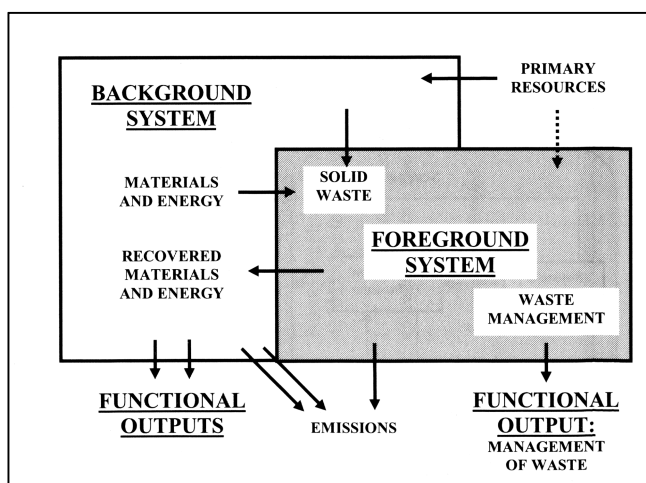 BACKGROUND
SYSTEM
PRIMARY
RESOURCES
MATERIALS
AND ENERGY
SOLID
WASTE
RECOVERED
MATERIALS
AND ENERGY
FOREGROUND
SYSTEM
WASTE
MANAGEMENT
FUNCTIONAL
OUTPUTS
EMISSIONS
FUNCTIONAL
OUTPUT:
MANAGEMENT
OF WASTE